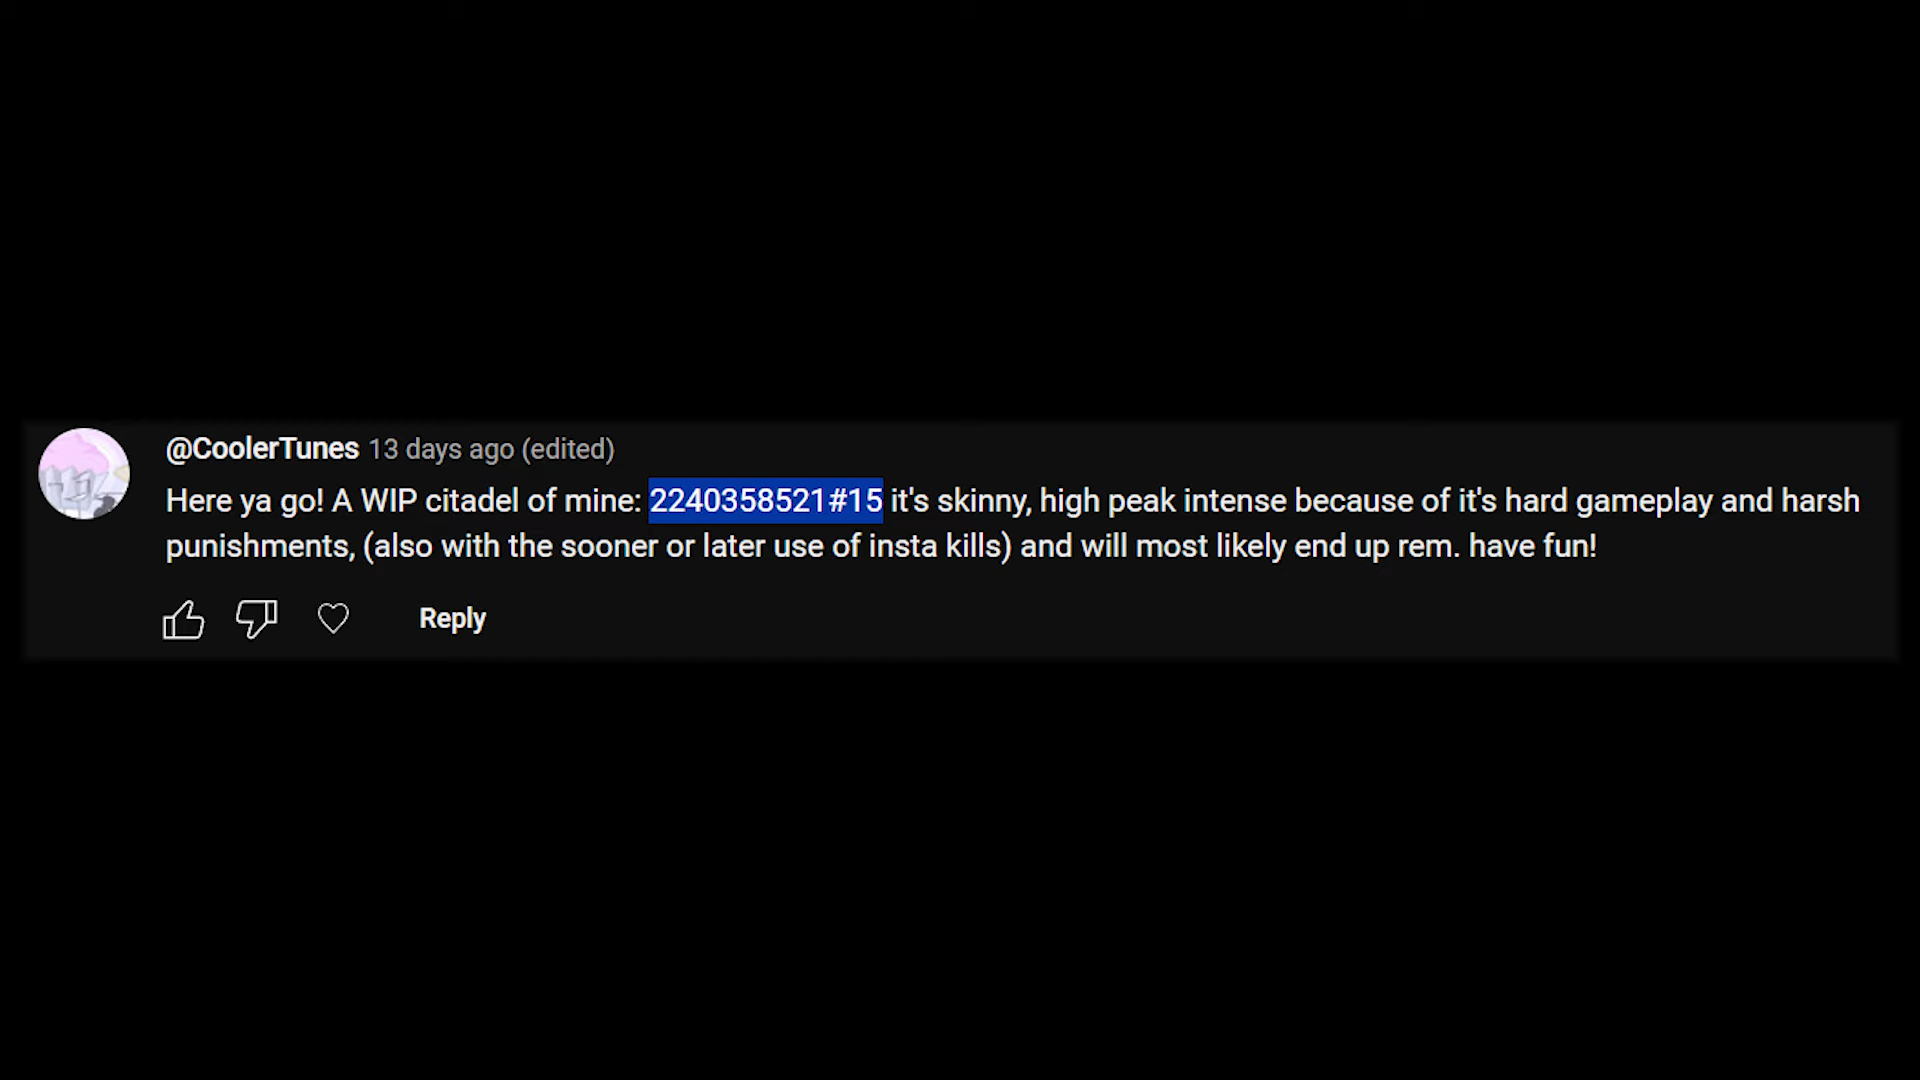 @CoolerTunes 13 days ago (edited)
Here ya go! A WIP citadel of mine: 2240358521#15 it's skinny, high peak intense because of it's hard gameplay and harsh
punishments, (also with the sooner or later use of insta kills) and will most likely end up rem. have fun!
Reply